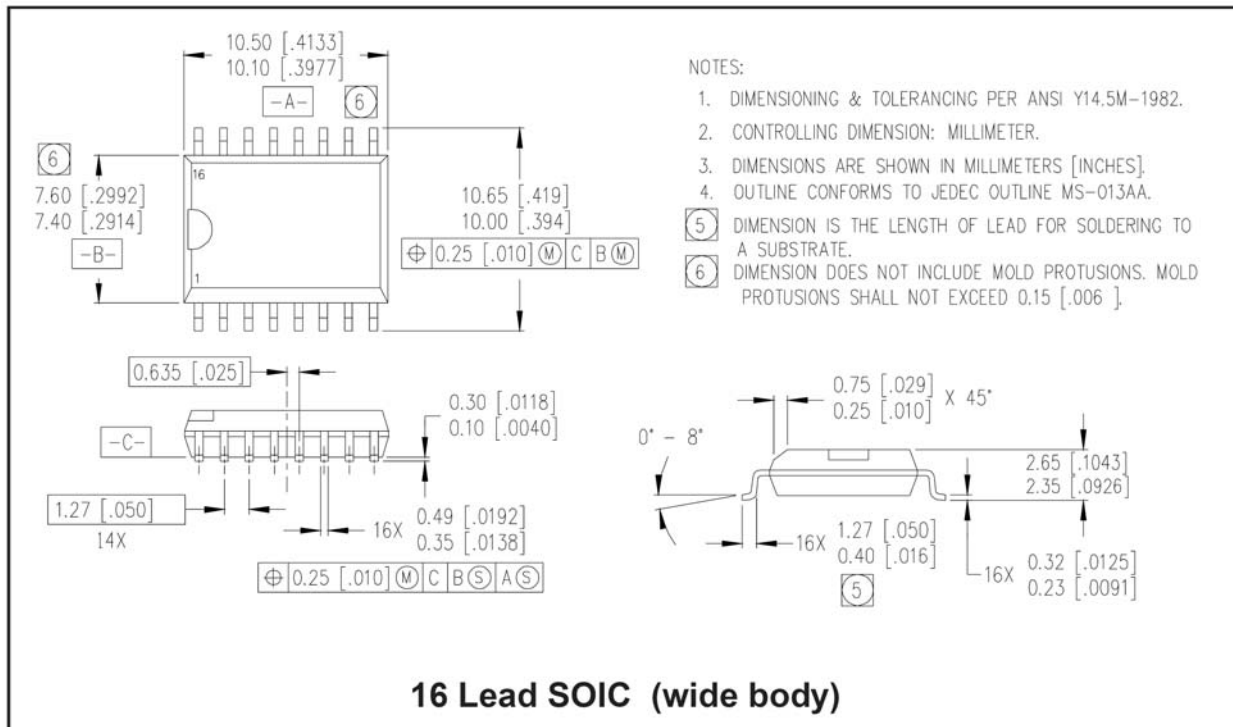 10.50 [.4133]
10.10 [.3977]
-A- 6
6
7.60 [.2992]
7.40 [.2914]
-B-
16
1
10.65 [.419]
10.00 [.394]
⌖ 0.25 [.010] Ⓜ C B Ⓜ
NOTES:
1. DIMENSIONING & TOLERANCING PER ANSI Y14.5M-1982.
2. CONTROLLING DIMENSION: MILLIMETER.
3. DIMENSIONS ARE SHOWN IN MILLIMETERS [INCHES].
4. OUTLINE CONFORMS TO JEDEC OUTLINE MS-013AA.
5 DIMENSION IS THE LENGTH OF LEAD FOR SOLDERING TO
A SUBSTRATE.
6 DIMENSION DOES NOT INCLUDE MOLD PROTUSIONS. MOLD
PROTUSIONS SHALL NOT EXCEED 0.15 [.006 ].
0.635 [.025]
0.30 [.0118]
0.10 [.0040]
-C-
1.27 [.050]
14X
16X 0.49 [.0192]
0.35 [.0138]
⌖ 0.25 [.010] Ⓜ C B Ⓢ A Ⓢ
0.75 [.029]
0.25 [.010] X 45°
0° - 8°
2.65 [.1043]
2.35 [.0926]
16X 1.27 [.050]
0.40 [.016]
5
16X 0.32 [.0125]
0.23 [.0091]
16 Lead SOIC (wide body)